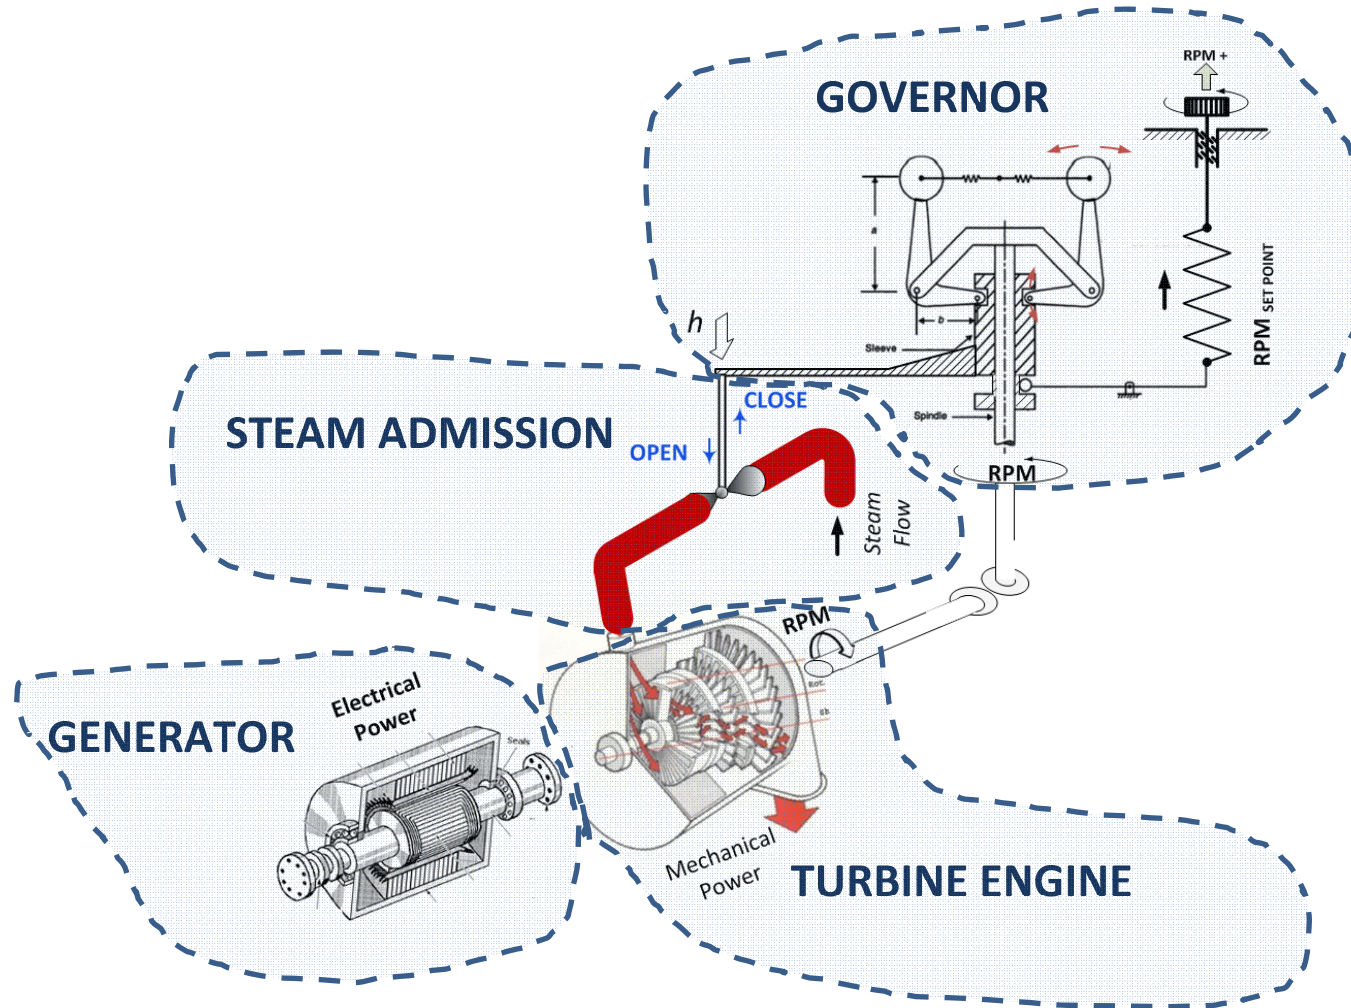 RPM +
GOVERNOR
a
RPM SET POINT
h
b
Sleeve
CLOSE
STEAM ADMISSION
Spindle
OPEN
RPM
Steam
Flow
RPM
Electrical
Power
GENERATOR
Seals
Mechanical
Power
TURBINE ENGINE